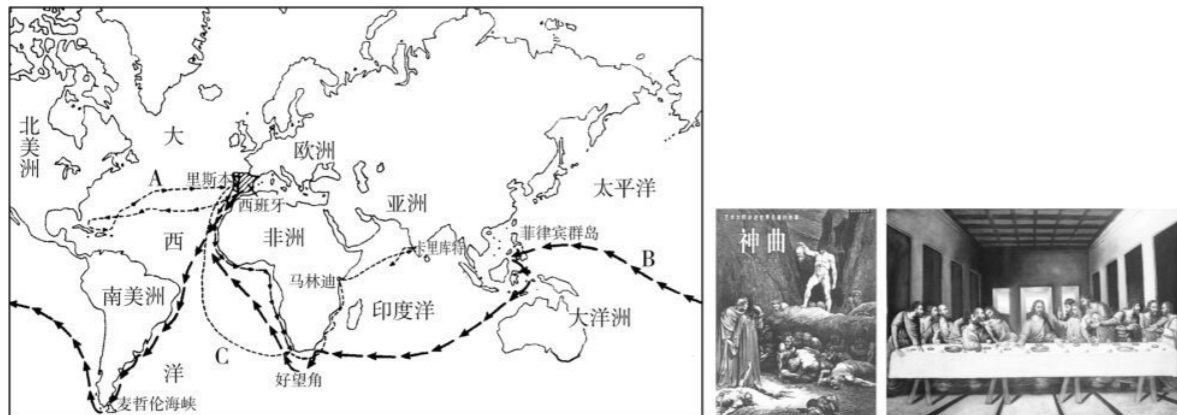 北美洲
大
欧洲
A
里斯本
太平洋
西班牙
亚洲
西
非洲
卡里库特
菲律宾群岛
B
马林迪
南美洲
印度洋
大洋洲
C
洋
好望角
麦哲伦海峡
神曲